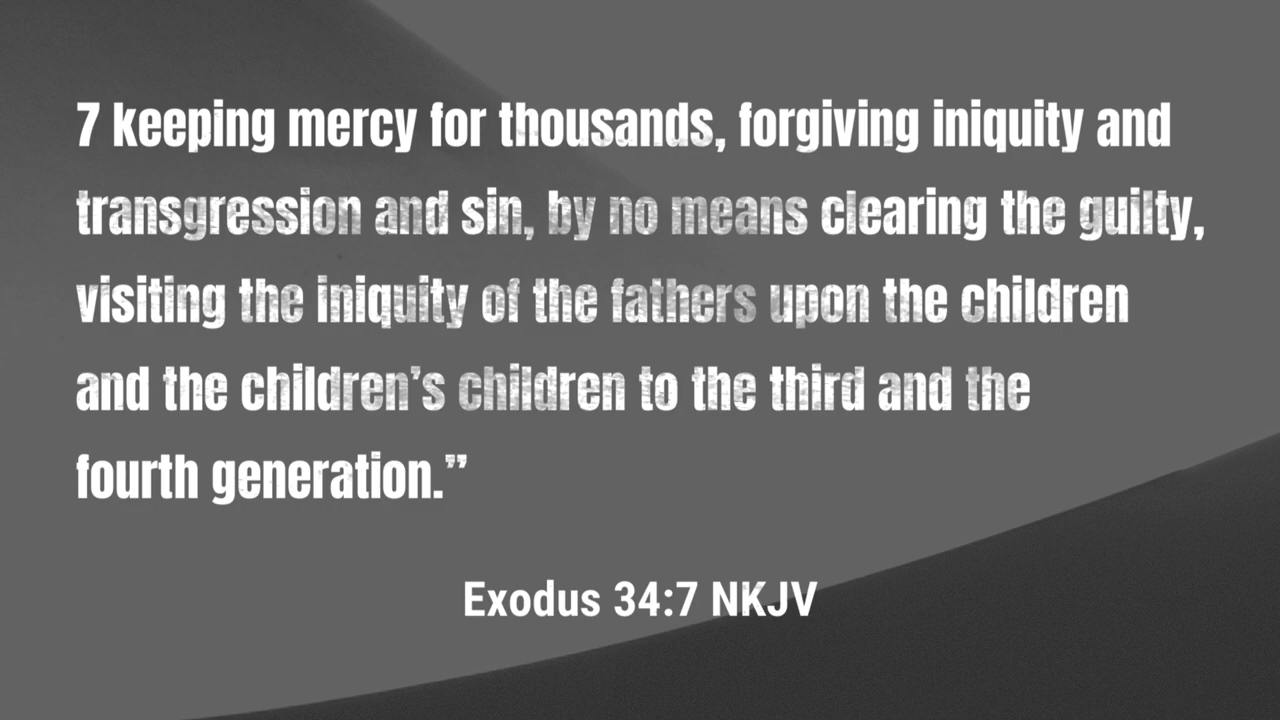 7 keeping mercy for thousands, forgiving iniquity and
transgression and sin, by no means clearing the guilty,
visiting the iniquity of the fathers upon the children
and the children’s children to the third and the
fourth generation.”
Exodus 34:7 NKJV